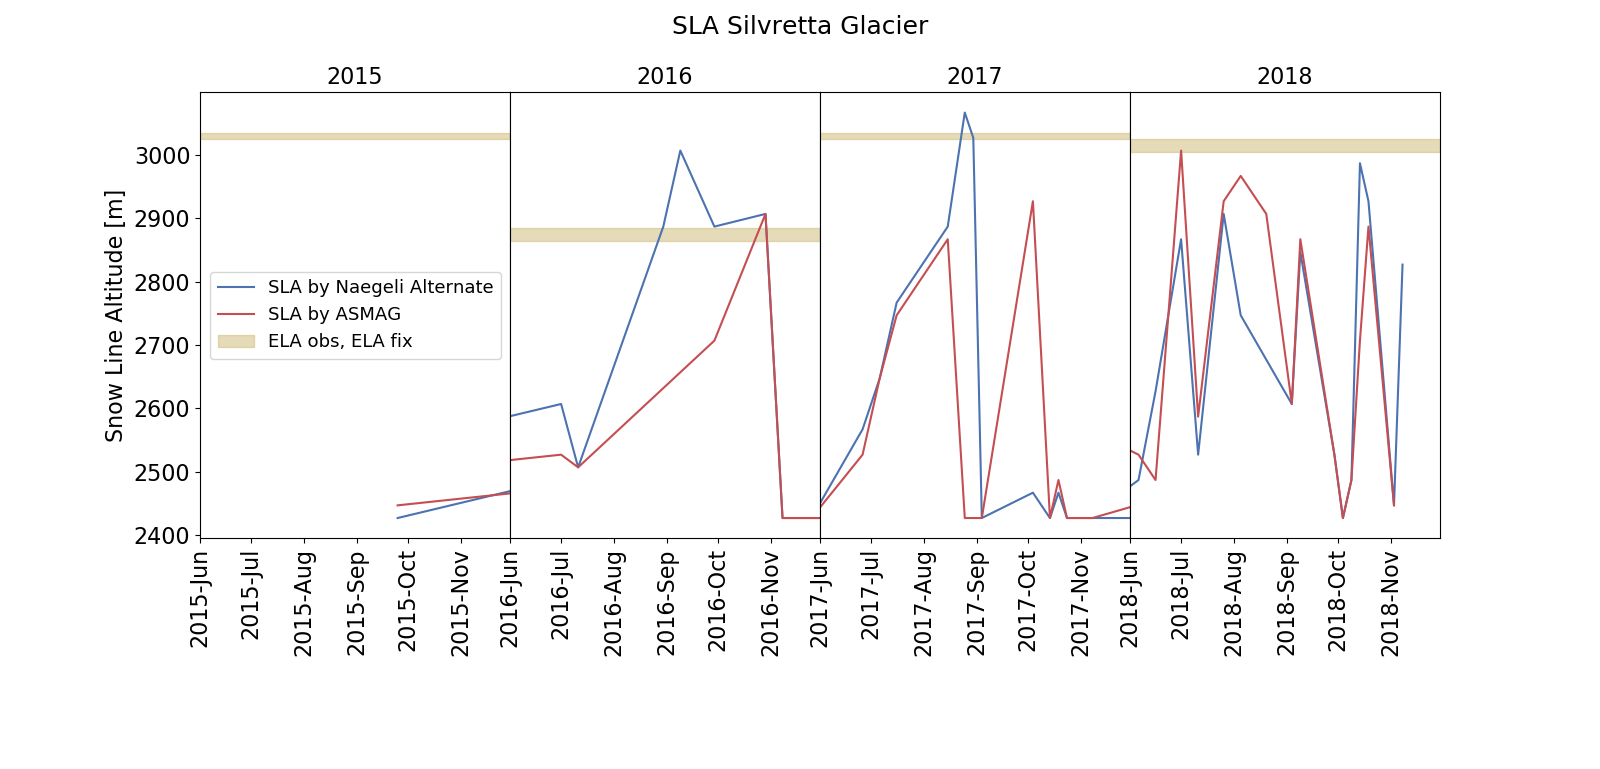 SLA Silvretta Glacier
2015 2016 2017 2018
Snow Line Altitude [m]
3000
2900
2800
2700
2600
2500
2400
SLA by Naegeli Alternate
SLA by ASMAG
ELA obs, ELA fix
2015-Jun 2015-Jul 2015-Aug 2015-Sep 2015-Oct 2015-Nov 2016-Jun 2016-Jul 2016-Aug 2016-Sep 2016-Oct 2016-Nov 2017-Jun 2017-Jul 2017-Aug 2017-Sep 2017-Oct 2017-Nov 2018-Jun 2018-Jul 2018-Aug 2018-Sep 2018-Oct 2018-Nov